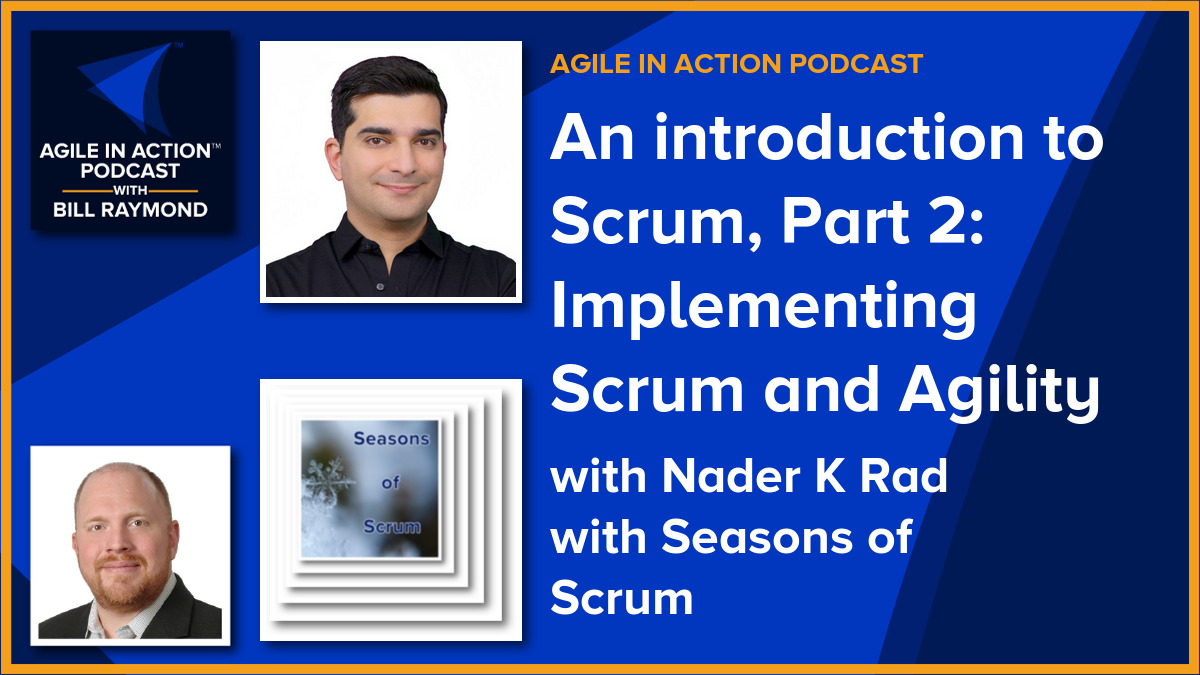 AGILE IN ACTION™
PODCAST
WITH
BILL RAYMOND
AGILE IN ACTION PODCAST
An introduction to
Scrum, Part 2:
Implementing
Scrum and Agility
with Nader K Rad
with Seasons of
Scrum
Seasons
of
Scrum
TM